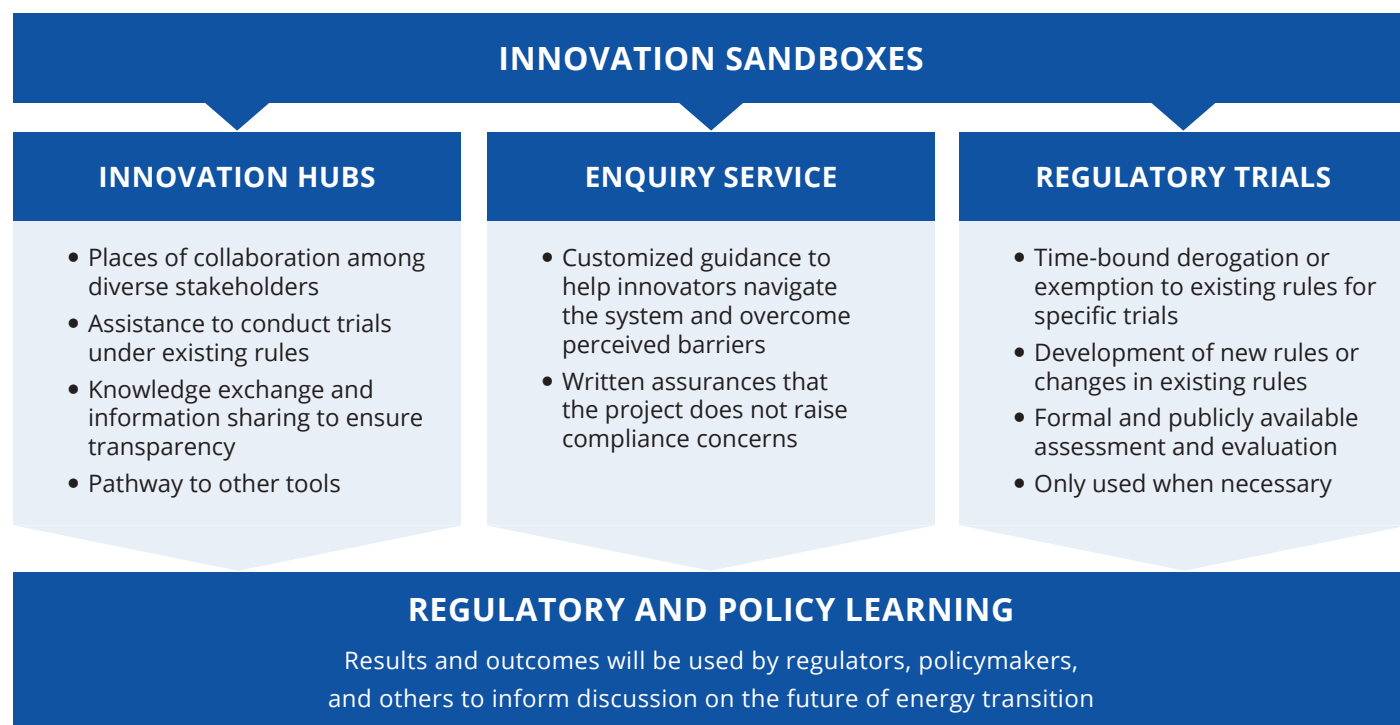 INNOVATION SANDBOXES
INNOVATION HUBS
• Places of collaboration among
diverse stakeholders
• Assistance to conduct trials
under existing rules
• Knowledge exchange and
information sharing to ensure
transparency
• Pathway to other tools
ENQUIRY SERVICE
• Customized guidance to
help innovators navigate
the system and overcome
perceived barriers
• Written assurances that
the project does not raise
compliance concerns
REGULATORY TRIALS
• Time-bound derogation or
exemption to existing rules for
specific trials
• Development of new rules or
changes in existing rules
• Formal and publicly available
assessment and evaluation
• Only used when necessary
REGULATORY AND POLICY LEARNING
Results and outcomes will be used by regulators, policymakers,
and others to inform discussion on the future of energy transition